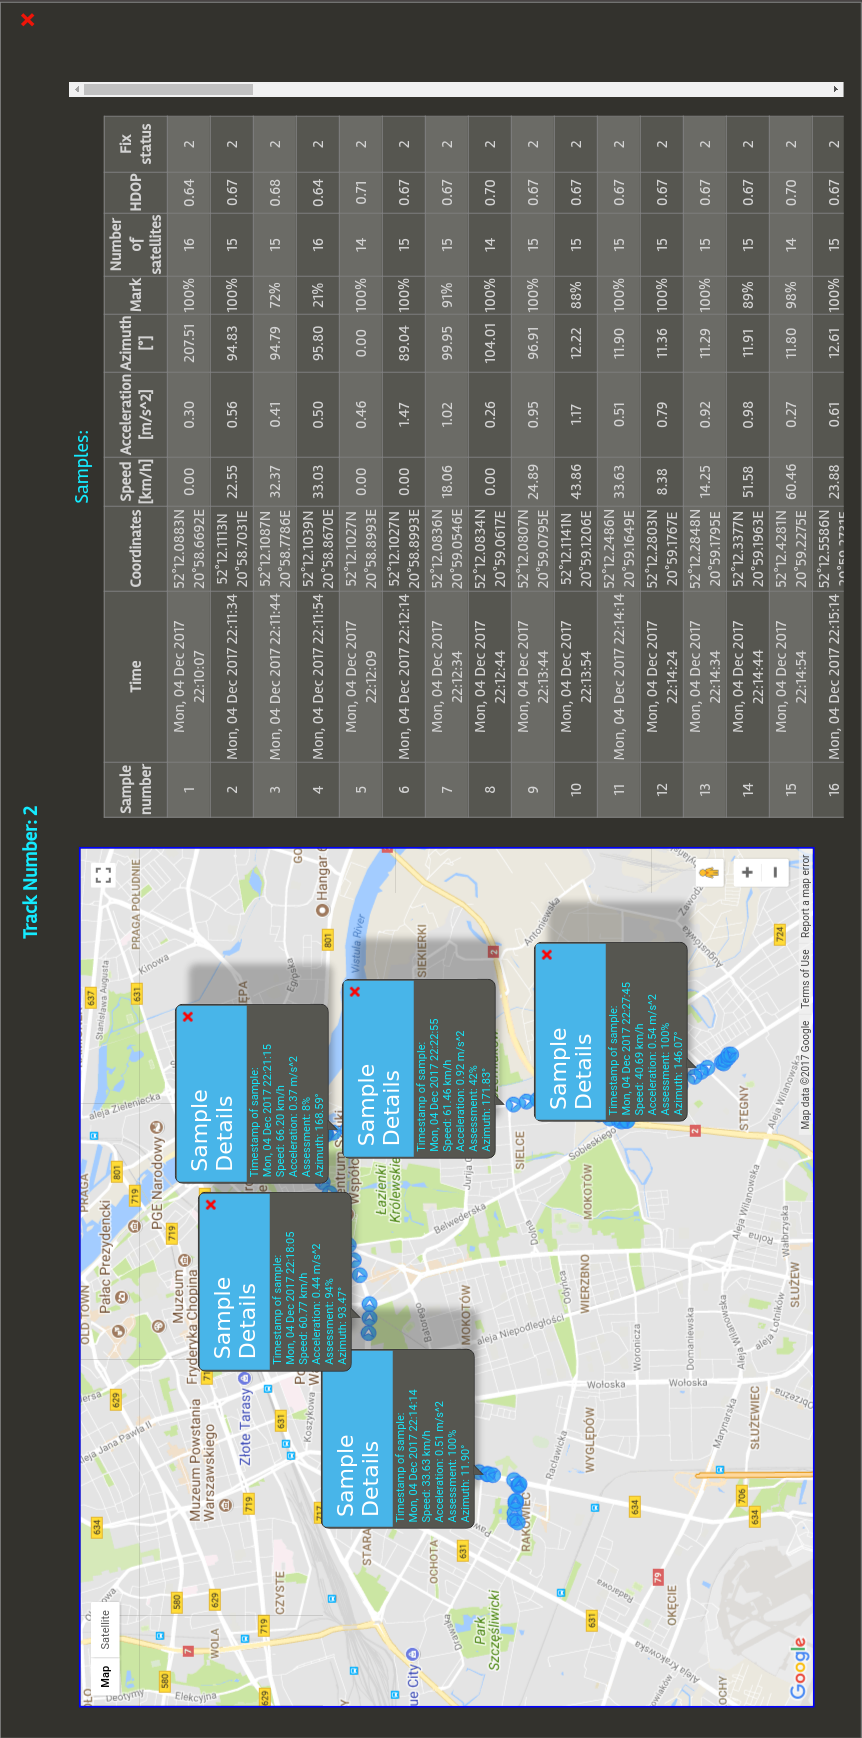 Track Number: 2
Map
Satellite
Sample
Details
Timestamp of sample:
Mon, 04 Dec 2017 22:18:05
Speed: 60.77 km/h
Acceleration: 0.44 m/s^2
Assessment: 94%
Azimuth: 93.47°
Sample
Details
Timestamp of sample:
Mon, 04 Dec 2017 22:21:15
Speed: 66.20 km/h
Acceleration: 0.37 m/s^2
Assessment: 8%
Azimuth: 168.59°
Sample
Details
Timestamp of sample:
Mon, 04 Dec 2017 22:14:14
Speed: 33.63 km/h
Acceleration: 0.51 m/s^2
Assessment: 100%
Azimuth: 11.90°
Sample
Details
Timestamp of sample:
Mon, 04 Dec 2017 22:22:55
Speed: 61.46 km/h
Acceleration: 0.92 m/s^2
Assessment: 42%
Azimuth: 171.83°
Sample
Details
Timestamp of sample:
Mon, 04 Dec 2017 22:27:45
Speed: 40.69 km/h
Acceleration: 0.54 m/s^2
Assessment: 100%
Azimuth: 146.07°
OLD TOWN
PRAGA
637
Stanisława Augusta
631
PRAGA POŁUDNIE
Kinowa
aleja Zieleniecka
Pałac Prezydencki
801
719
PGE Narodowy
719
Muzeum
Fryderyka Chopina
629
aleja Jana Pawła II
634
Muzeum Powstania
Warszawskiego
Złote Tarasy
631
Koszykowa
719
717
580
629
CZYSTE
719
7
WOLA
580
Deotymy
Elekcyjna
629
Egipska
801
Hangar
Vistula River
SIEKIERKI
2
Antoniewska
Augustówka
724
Łazienki
Królewskie
Belwederska
SIELCE
Sobieskiego
2
STEGNY
Dolna
MOKOTÓW
Batorego
MOKOTÓW
aleja Niepodległości
Odyńca
WIERZBNO
Woronicza
Domaniewska
Aleja Wilanowska
Aleja Wilanowska
Aleja Wilanowska
Rolna
Wałbrzyska
SŁUŻEW
aleja Lotników
Wołoska
Wołoska
Racławicka
WYGLĘDÓW
Marynarska
SŁUŻEWIEC
RAKOWIEC
634
706
634
OCHOTA
631
79
OKĘCIE
Radarowa
631
Park
Szczęśliwicki
Drawska
Aleja Krakowska
Google
Map data ©2017 Google
Terms of Use
Report a map error
Samples:
Sample number Time Coordinates Speed [km/h] Acceleration [m/s^2] Azimuth [°] Mark Number of satellites HDOP Fix status
1 Mon, 04 Dec 2017 22:10:07 52°12.0883N 20°58.6692E 0.00 0.30 207.51 100% 16 0.64 2
2 Mon, 04 Dec 2017 22:11:34 52°12.1113N 20°58.7031E 22.55 0.56 94.83 100% 15 0.67 2
3 Mon, 04 Dec 2017 22:11:44 52°12.1087N 20°58.7786E 32.37 0.41 94.79 72% 15 0.68 2
4 Mon, 04 Dec 2017 22:11:54 52°12.1039N 20°58.8670E 33.03 0.50 95.80 21% 16 0.64 2
5 Mon, 04 Dec 2017 22:12:09 52°12.1027N 20°58.8993E 0.00 0.46 0.00 100% 14 0.71 2
6 Mon, 04 Dec 2017 22:12:14 52°12.1027N 20°58.8993E 0.00 1.47 89.04 100% 15 0.67 2
7 Mon, 04 Dec 2017 22:12:34 52°12.0836N 20°59.0546E 18.06 1.02 99.95 91% 15 0.67 2
8 Mon, 04 Dec 2017 22:12:44 52°12.0834N 20°59.0617E 0.00 0.26 104.01 100% 14 0.70 2
9 Mon, 04 Dec 2017 22:13:44 52°12.0807N 20°59.0795E 24.89 0.95 96.91 100% 15 0.67 2
10 Mon, 04 Dec 2017 22:13:54 52°12.1141N 20°59.1206E 43.86 1.17 12.22 88% 15 0.67 2
11 Mon, 04 Dec 2017 22:14:14 52°12.2486N 20°59.1649E 33.63 0.51 11.90 100% 15 0.67 2
12 Mon, 04 Dec 2017 22:14:24 52°12.2803N 20°59.1767E 8.38 0.79 11.36 100% 15 0.67 2
13 Mon, 04 Dec 2017 22:14:34 52°12.2848N 20°59.1795E 14.25 0.92 11.29 100% 15 0.67 2
14 Mon, 04 Dec 2017 22:14:44 52°12.3377N 20°59.1963E 51.58 0.98 11.91 89% 15 0.67 2
15 Mon, 04 Dec 2017 22:14:54 52°12.4281N 20°59.2275E 60.46 0.27 11.80 98% 14 0.70 2
16 Mon, 04 Dec 2017 22:15:14 52°12.5586N 23.88 0.61 12.61 100% 15 0.67 2